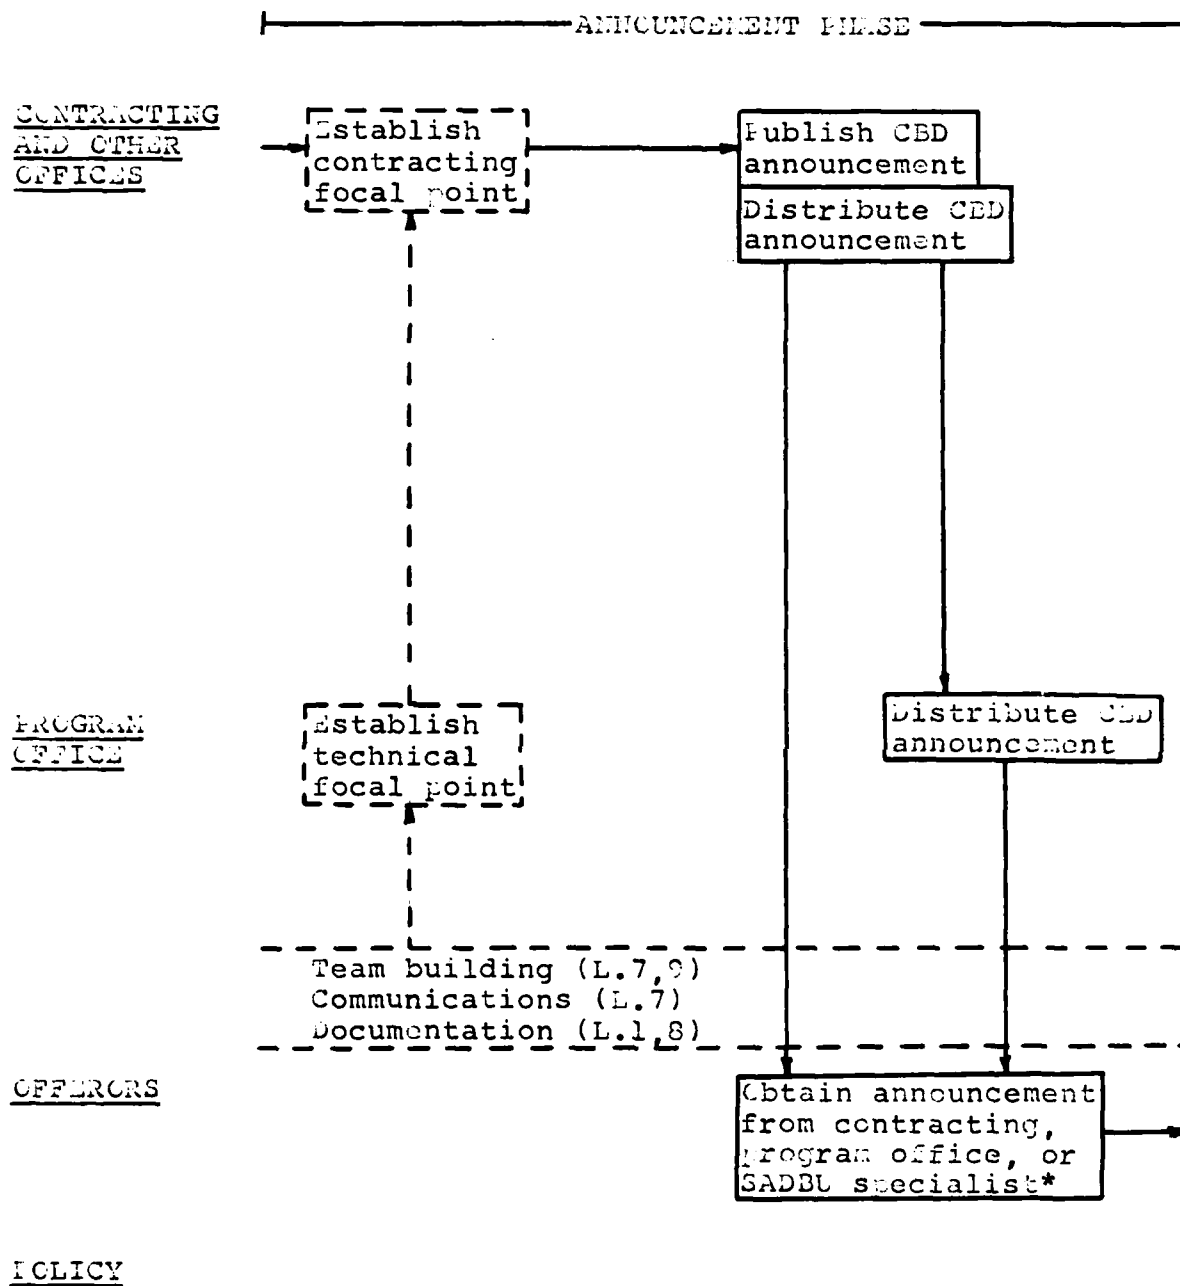 ANNOUNCEMENT PHASE
CONTRACTING
AND OTHER
OFFICES
Establish
contracting
focal point
Publish CBD
announcement
Distribute CBD
announcement
PROGRAM
OFFICE
Establish
technical
focal point
Distribute CBD
announcement
Team building (L.7,9)
Communications (L.7)
Documentation (L.1,8)
OFFERORS
Obtain announcement
from contracting,
program office, or
SADBU specialist*
POLICY